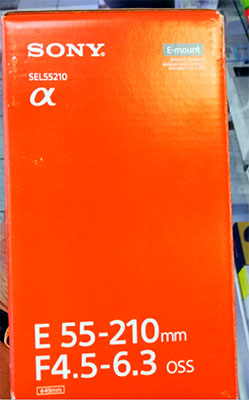 SONY
E-mount
SEL55210
α
E 55-210mm
F4.5-6.3 OSS